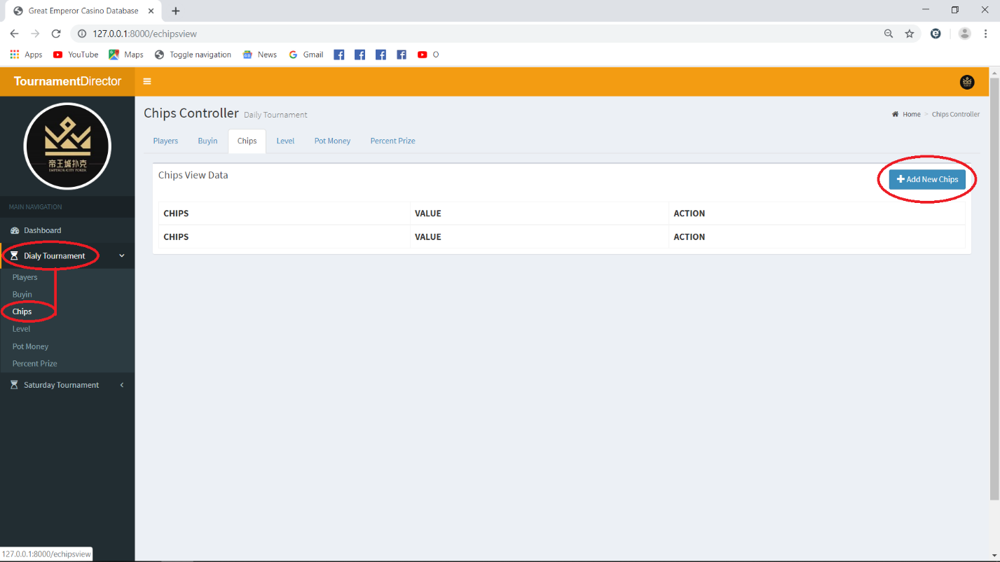 Great Emperor Casino Database
127.0.0.1:8000/echipsview
Apps YouTube Maps Toggle navigation News Gmail O
TournamentDirector
帝王城扑克
EMPEROR CITY POKER
Chips Controller Daily Tournament
Home > Chips Controller
Players Buyin Chips Level Pot Money Percent Prize
Chips View Data
Add New Chips
CHIPS VALUE ACTION
CHIPS VALUE ACTION
MAIN NAVIGATION
Dashboard
Dialy Tournament
Players
Buyin
Chips
Level
Pot Money
Percent Prize
Saturday Tournament
127.0.0.1:8000/echipsview